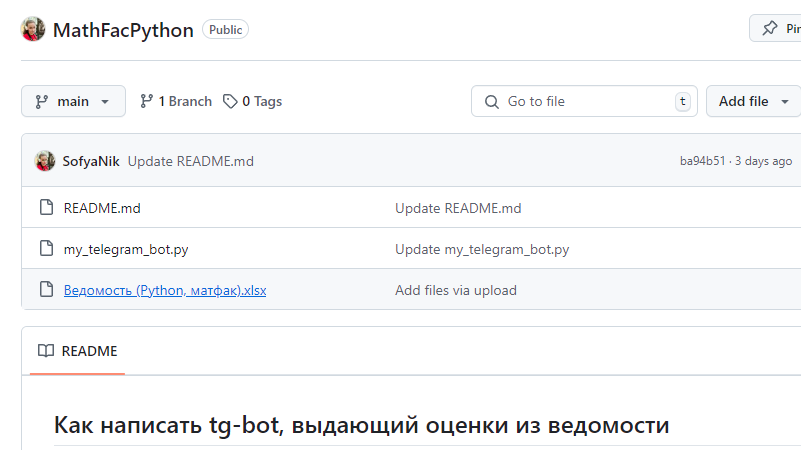 MathFacPython Public
main 1 Branch 0 Tags Go to file t Add file
SofyaNik Update README.md ba94b51 · 3 days ago
README.md Update README.md
my_telegram_bot.py Update my_telegram_bot.py
Ведомость (Python, матфак).xlsx Add files via upload
README
Как написать tg-bot, выдающий оценки из ведомости